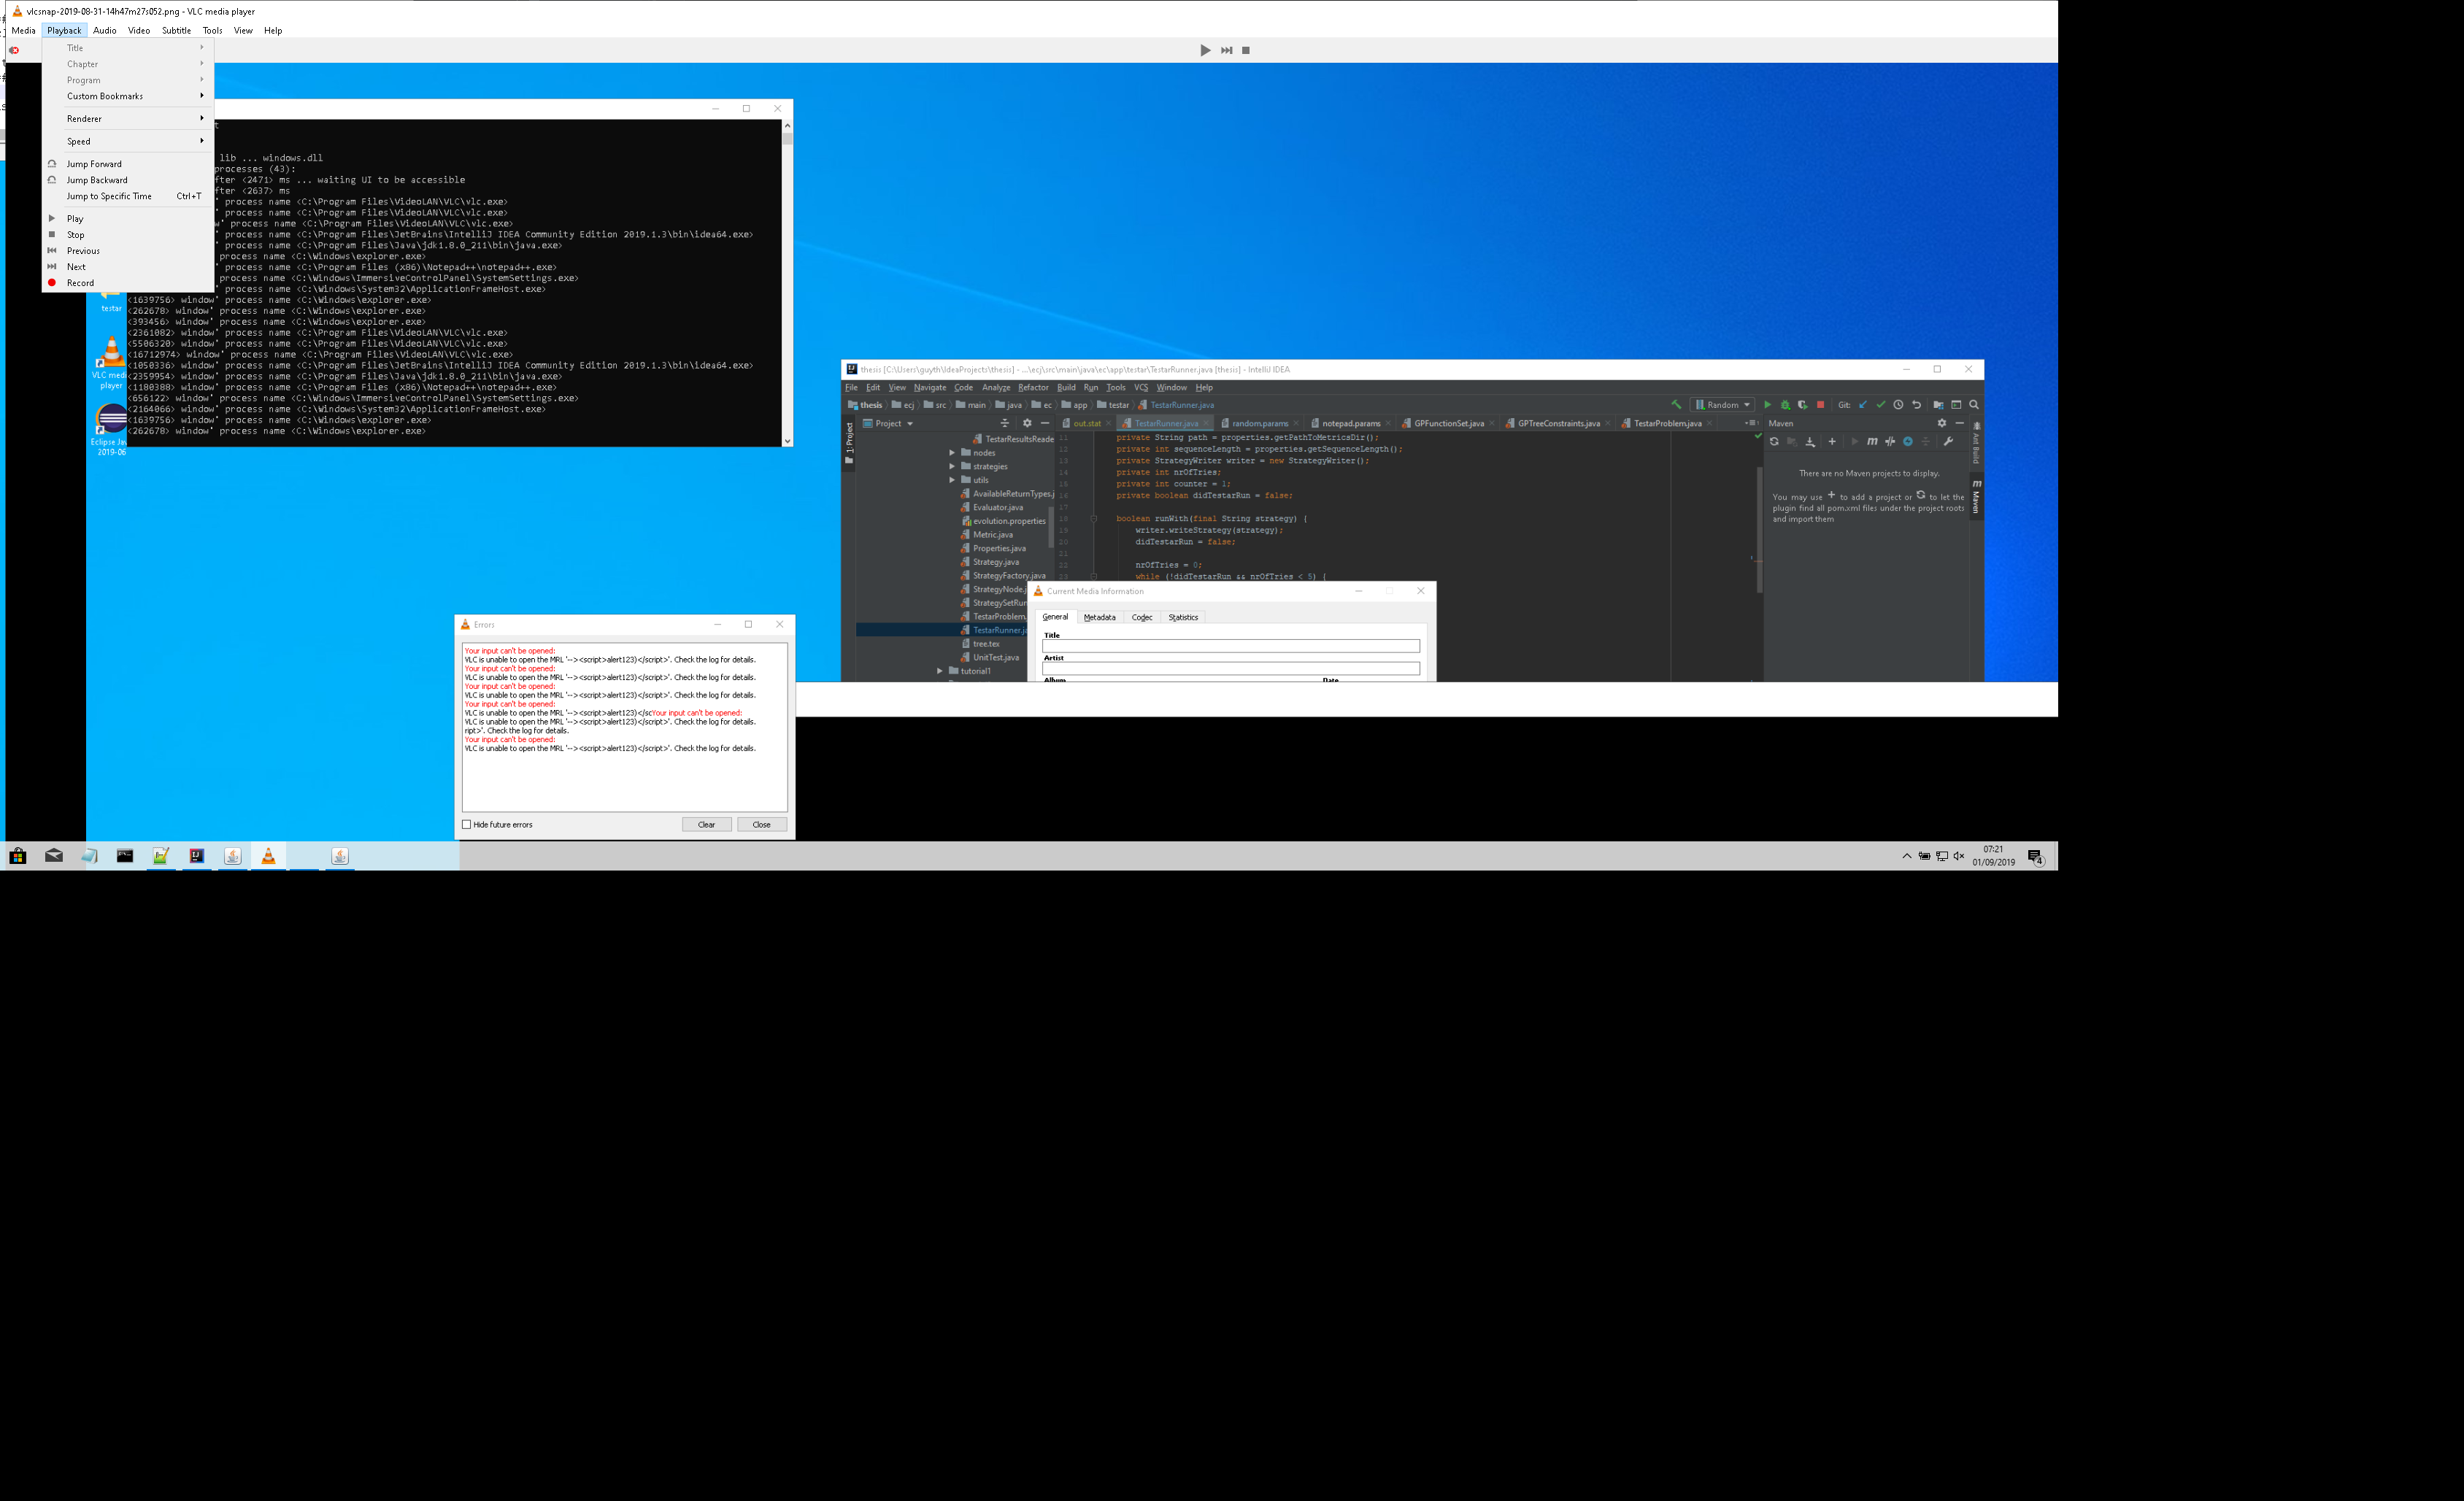 vlcsnap-2019-08-31-14h47m27s052.png - VLC media player
Media Playback Audio Video Subtitle Tools View Help
Title
Chapter
Program
Custom Bookmarks
Renderer
Speed
Jump Forward
Jump Backward
Jump to Specific Time Ctrl+T
Play
Stop
Previous
Next
Record
lib ... windows.dll
processes (43):
fter <2471> ms ... waiting UI to be accessible
fter <2637> ms
' process name <C:\Program Files\VideoLAN\VLC\vlc.exe>
' process name <C:\Program Files\VideoLAN\VLC\vlc.exe>
w' process name <C:\Program Files\VideoLAN\VLC\vlc.exe>
' process name <C:\Program Files\JetBrains\IntelliJ IDEA Community Edition 2019.1.3\bin\idea64.exe>
' process name <C:\Program Files\Java\jdk1.8.0_211\bin\java.exe>
' process name <C:\Windows\explorer.exe>
' process name <C:\Program Files (x86)\Notepad++\notepad++.exe>
process name <C:\Windows\ImmersiveControlPanel\SystemSettings.exe>
' process name <C:\Windows\System32\ApplicationFrameHost.exe>
<1639756> window' process name <C:\Windows\explorer.exe>
<262678> window' process name <C:\Windows\explorer.exe>
<393456> window' process name <C:\Windows\explorer.exe>
<2361082> window' process name <C:\Program Files\VideoLAN\VLC\vlc.exe>
<5506320> window' process name <C:\Program Files\VideoLAN\VLC\vlc.exe>
<16712974> window' process name <C:\Program Files\VideoLAN\VLC\vlc.exe>
<1050336> window' process name <C:\Program Files\JetBrains\IntelliJ IDEA Community Edition 2019.1.3\bin\idea64.exe>
<2359954> window' process name <C:\Program Files\Java\jdk1.8.0_211\bin\java.exe>
<1180388> window' process name <C:\Program Files (x86)\Notepad++\notepad++.exe>
<656122> window' process name <C:\Windows\ImmersiveControlPanel\SystemSettings.exe>
<2164066> window' process name <C:\Windows\System32\ApplicationFrameHost.exe>
<1639756> window' process name <C:\Windows\explorer.exe>
<262678> window' process name <C:\Windows\explorer.exe>
testar
VLC medi
player
Eclipse Jav
2019-06
thesis [C:\Users\guyth\IdeaProjects\thesis] - ...\ecj\src\main\java\ec\app\testar\TestarRunner.java [thesis] - IntelliJ IDEA
File Edit View Navigate Code Analyze Refactor Build Run Tools VCS Window Help
thesis ecj src main java ec app testar TestarRunner.java Random Git:
Project out.stat TestarRunner.java random.params notepad.params GPFunctionSet.java GPTreeConstraints.java TestarProblem.java Maven
1: Project
TestarResultsReade
nodes
strategies
utils
AvailableReturnTypes.j
Evaluator.java
evolution.properties
Metric.java
Properties.java
Strategy.java
StrategyFactory.java
StrategyNode.j
StrategySetRun
TestarProblem.
TestarRunner.ja
tree.tex
UnitTest.java
tutorial1
11 private String path = properties.getPathToMetricsDir();
12 private int sequenceLength = properties.getSequenceLength();
13 private StrategyWriter writer = new StrategyWriter();
14 private int nrOfTries;
15 private int counter = 1;
16 private boolean didTestarRun = false;
17
18 boolean runWith(final String strategy) {
19 writer.writeStrategy(strategy);
20 didTestarRun = false;
21
22 nrOfTries = 0;
23 while (!didTestarRun && nrOfTries < 5) {
There are no Maven projects to display.
You may use + to add a project or to let the
plugin find all pom.xml files under the project roots
and import them
Ant Build
Maven
Current Media Information
General Metadata Codec Statistics
Title
Artist
Album Date
Errors
Your input can't be opened:
VLC is unable to open the MRL '--><script>alert123)</script>'. Check the log for details.
Your input can't be opened:
VLC is unable to open the MRL '--><script>alert123)</script>'. Check the log for details.
Your input can't be opened:
VLC is unable to open the MRL '--><script>alert123)</script>'. Check the log for details.
Your input can't be opened:
VLC is unable to open the MRL '--><script>alert123)</scYour input can't be opened:
VLC is unable to open the MRL '--><script>alert123)</script>'. Check the log for details.
ript>'. Check the log for details.
Your input can't be opened:
VLC is unable to open the MRL '--><script>alert123)</script>'. Check the log for details.
Hide future errors Clear Close
07:21
01/09/2019
4